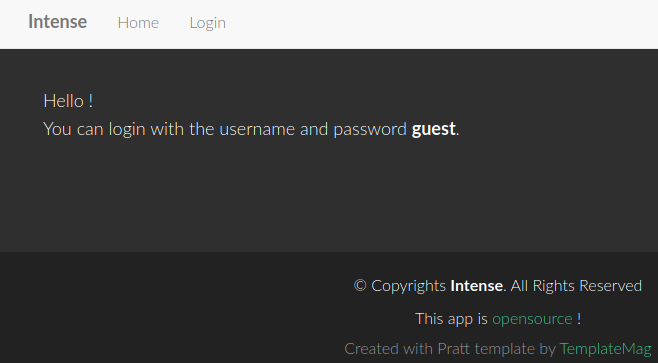 Intense Home Login
Hello !
You can login with the username and password guest.
© Copyrights Intense. All Rights Reserved
This app is opensource !
Created with Pratt template by TemplateMag